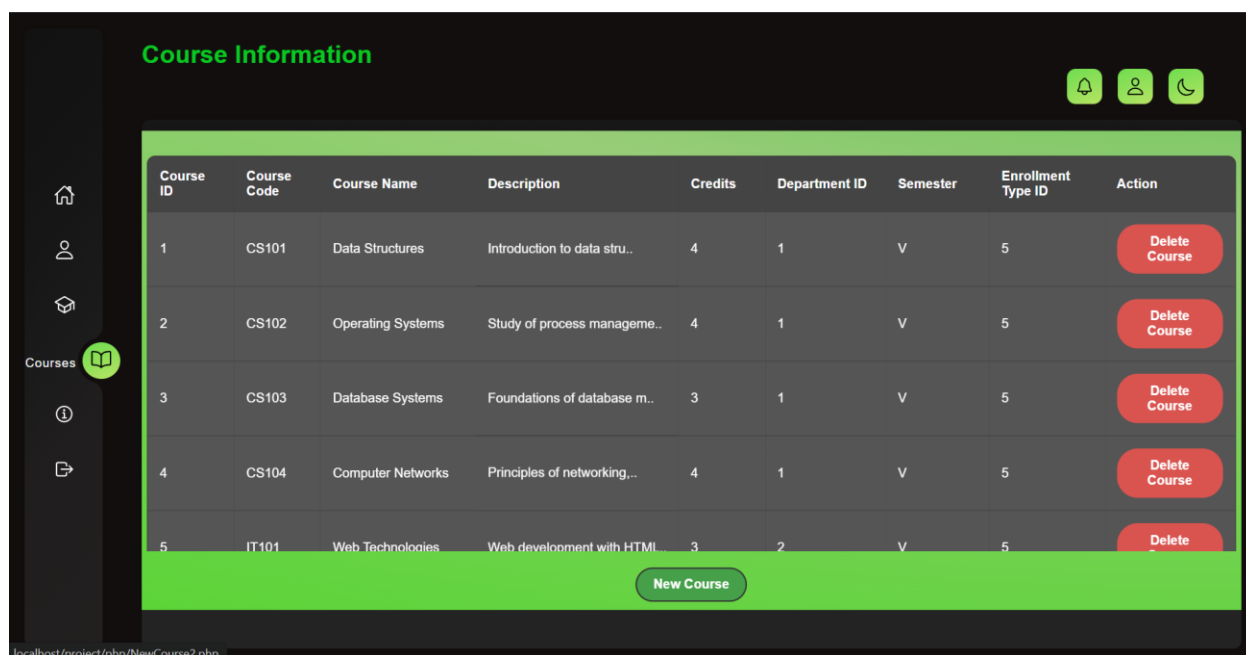 Course Information
Course ID Course Code Course Name Description Credits Department ID Semester Enrollment Type ID Action
1 CS101 Data Structures Introduction to data stru.. 4 1 V 5 Delete Course
2 CS102 Operating Systems Study of process manageme.. 4 1 V 5 Delete Course
Courses
3 CS103 Database Systems Foundations of database m.. 3 1 V 5 Delete Course
4 CS104 Computer Networks Principles of networking,.. 4 1 V 5 Delete Course
5 IT101 Web Technologies Web development with HTML.. 3 2 V 5 Delete
New Course
localhost/project/php/NewCourse2.php